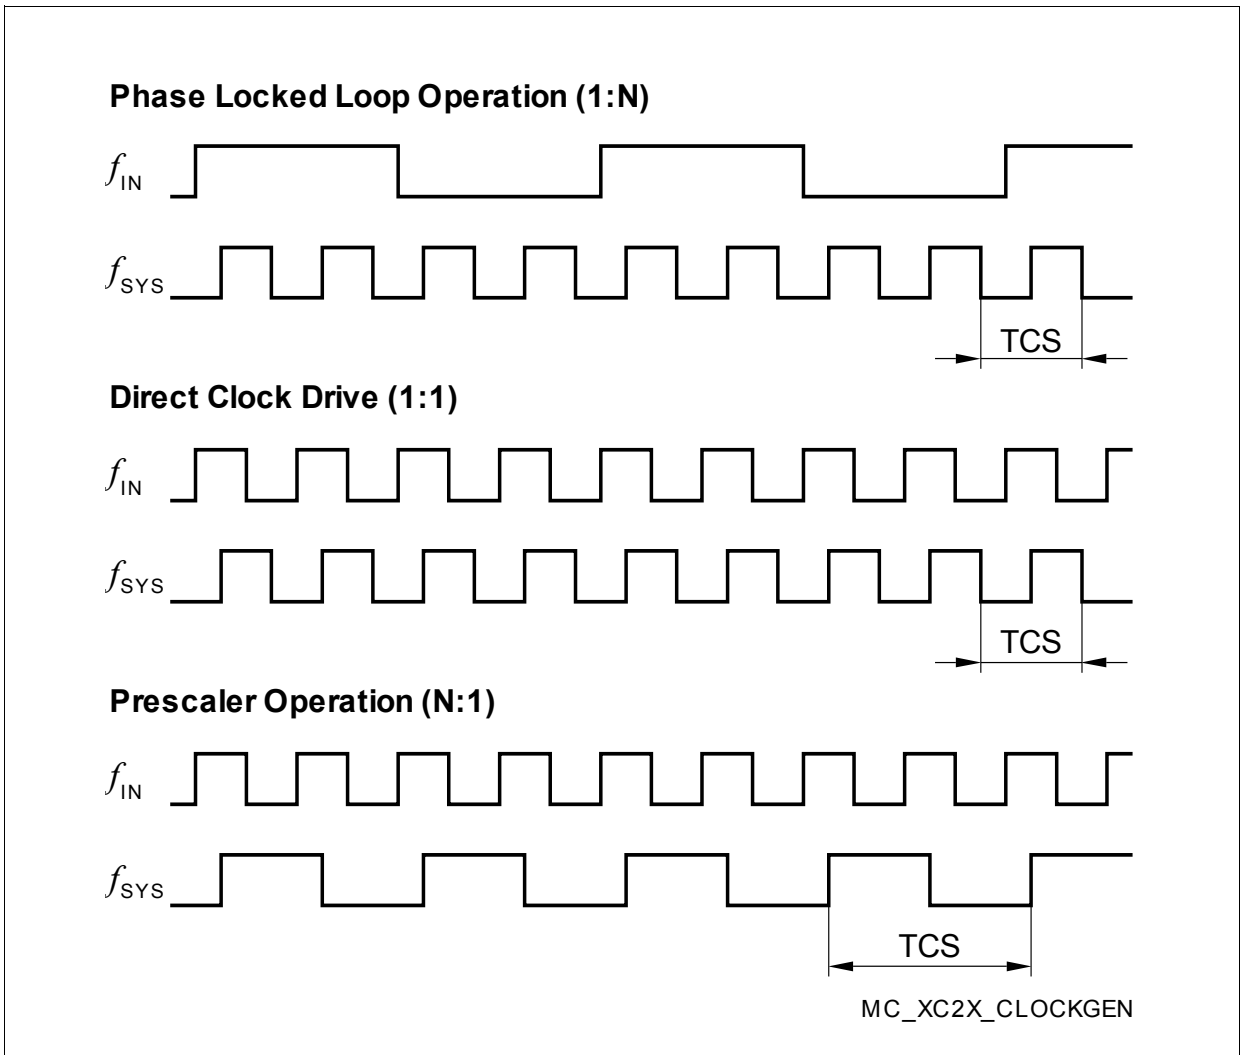 Phase Locked Loop Operation (1:N)
fIN
fSYS
TCS
Direct Clock Drive (1:1)
fIN
fSYS
TCS
Prescaler Operation (N:1)
fIN
fSYS
TCS
MC_XC2X_CLOCKGEN